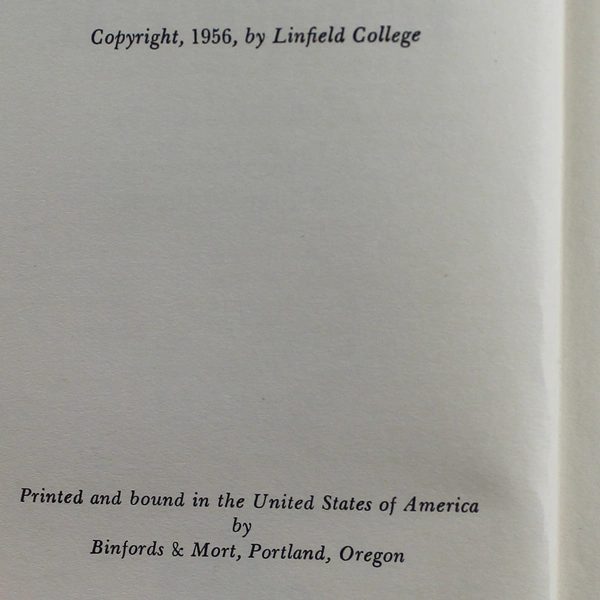 Copyright, 1956, by Linfield College
Printed and bound in the United States of America
by
Binfords & Mort, Portland, Oregon